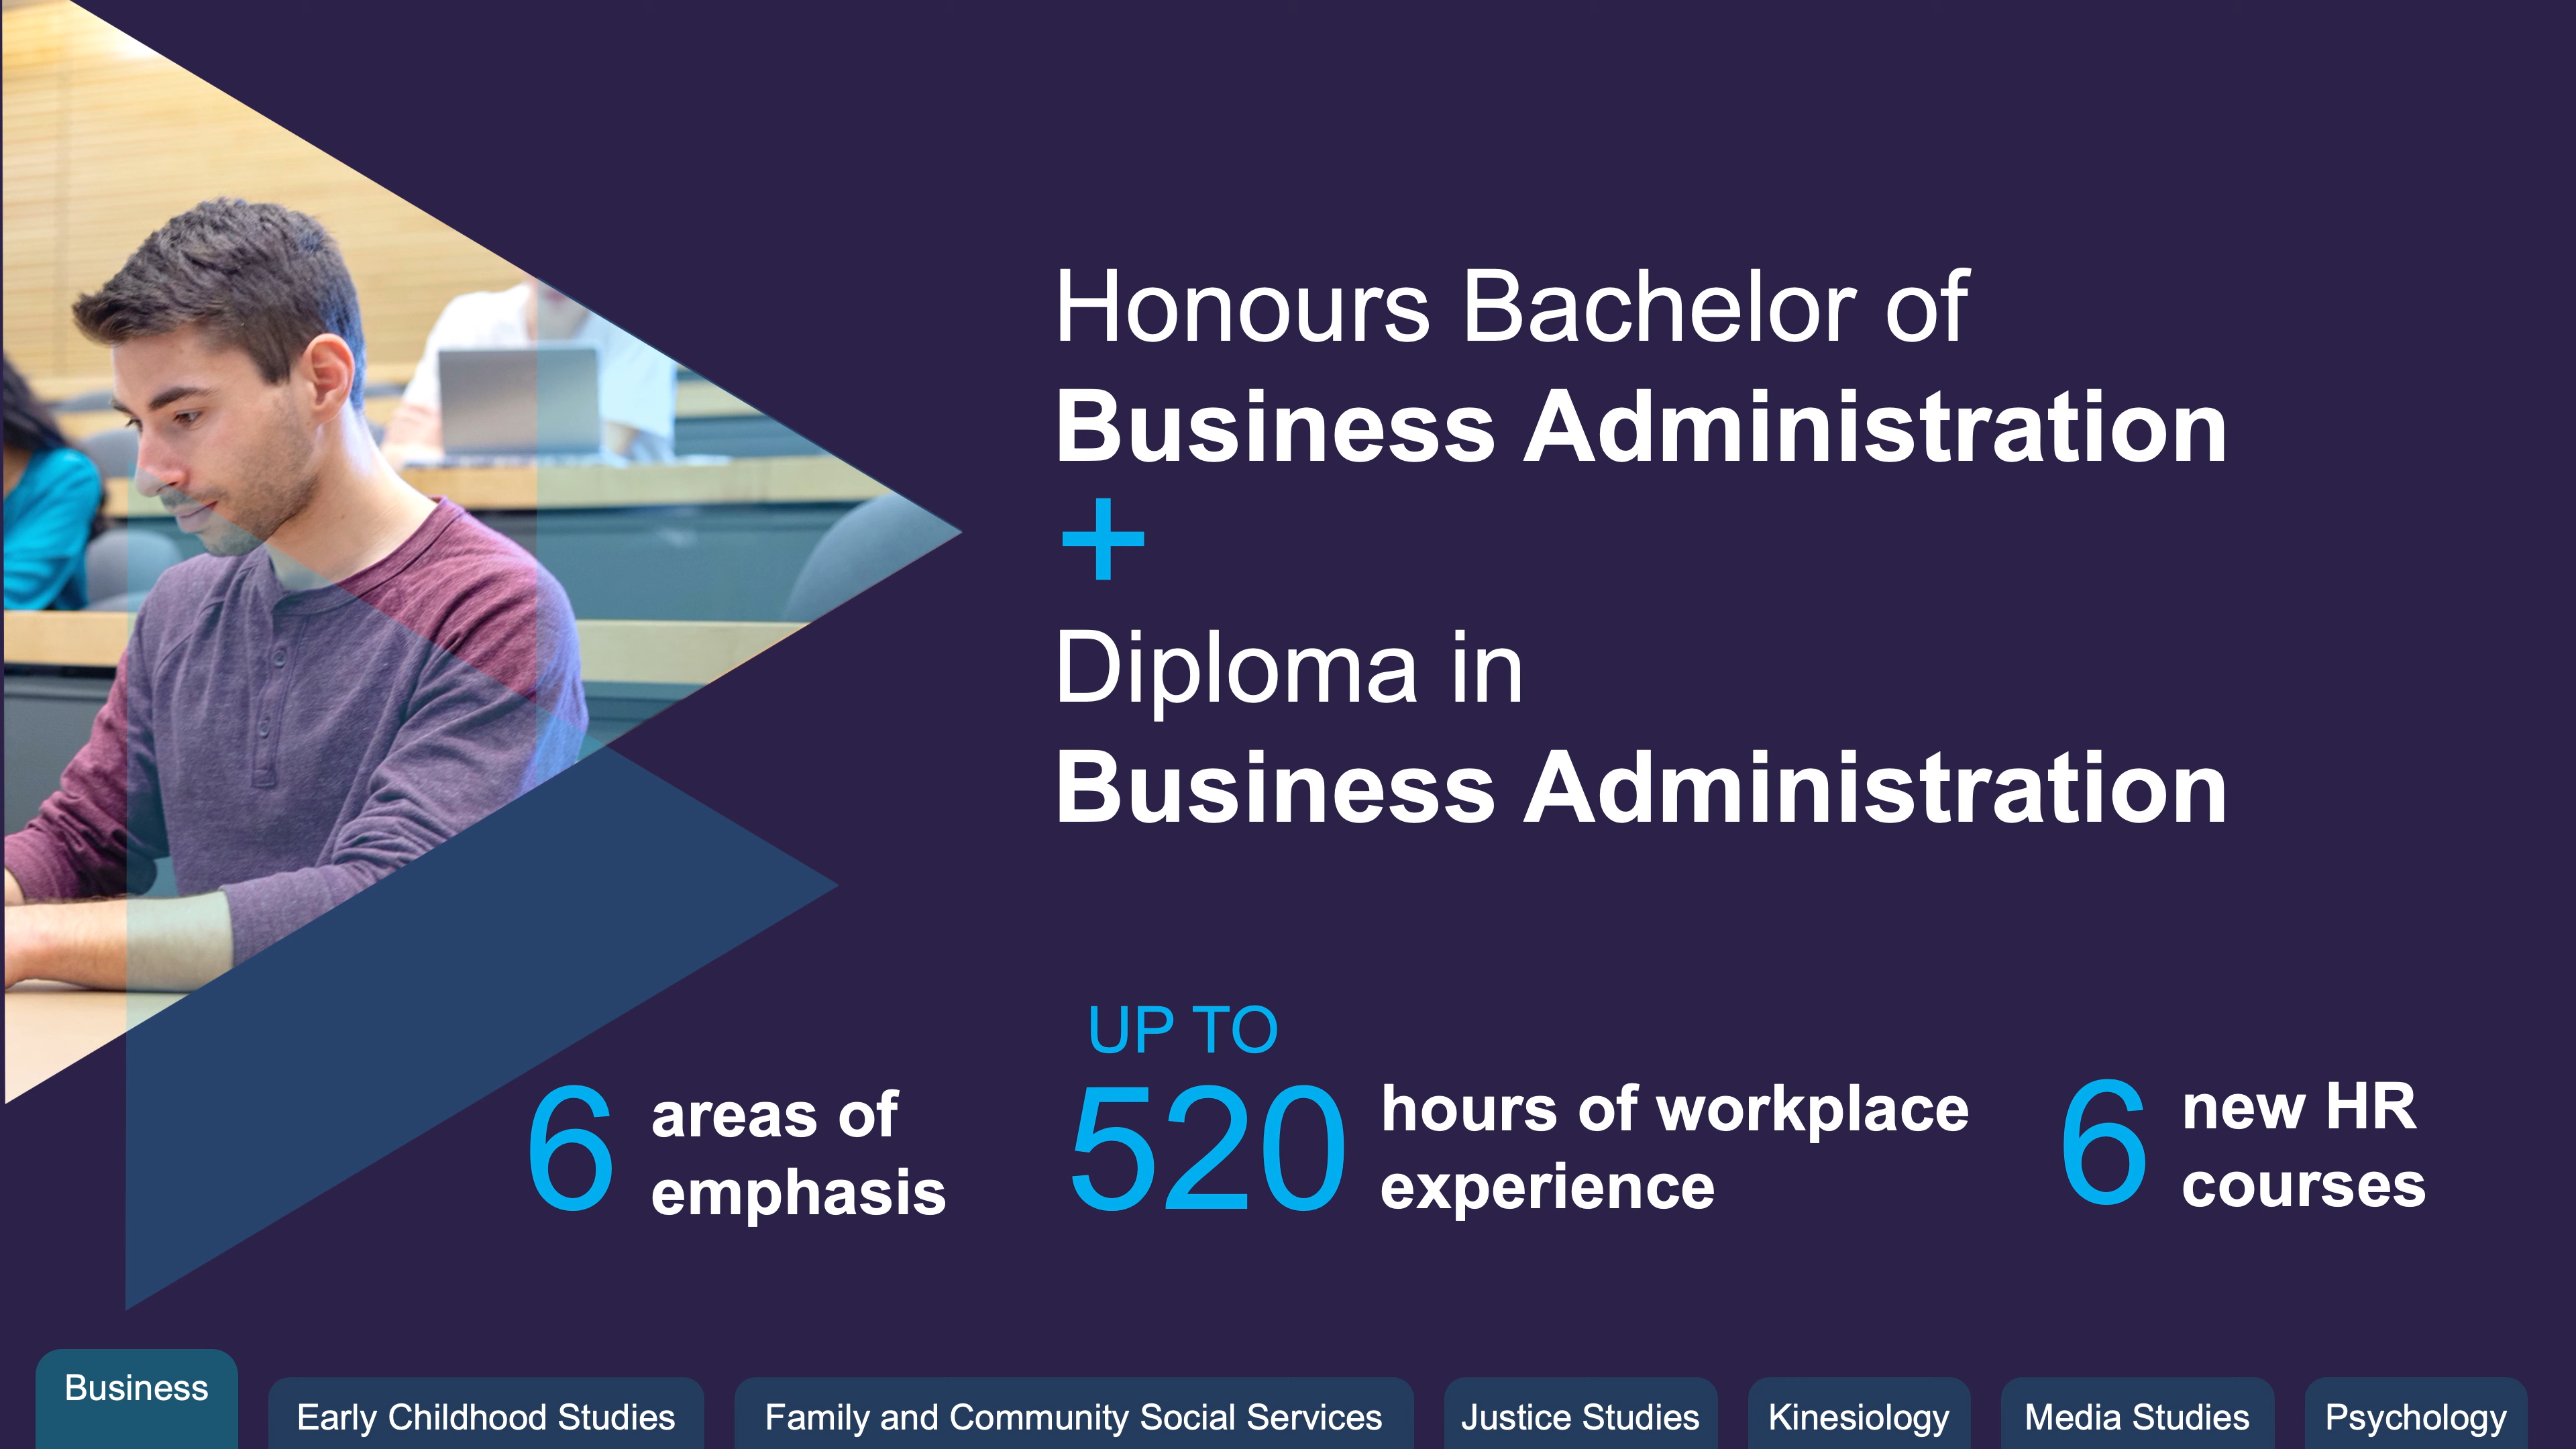 Honours Bachelor of
Business Administration
+
Diploma in
Business Administration
6 areas of
emphasis
UP TO
520 hours of workplace
experience
6 new HR
courses
Business
Early Childhood Studies
Family and Community Social Services
Justice Studies
Kinesiology
Media Studies
Psychology